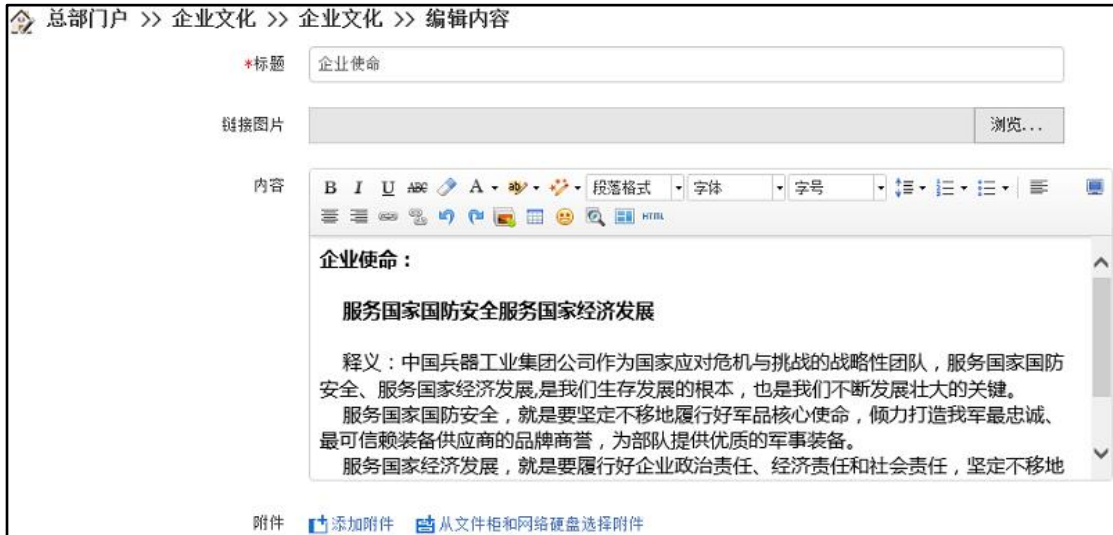 总部门户 >> 企业文化 >> 企业文化 >> 编辑内容
*标题 企业使命
链接图片 浏览...
内容 B I U ABC A ab 段落格式 字体 字号
HTML
企业使命：
服务国家国防安全服务国家经济发展
释义：中国兵器工业集团公司作为国家应对危机与挑战的战略性团队，服务国家国防
安全、服务国家经济发展,是我们生存发展的根本，也是我们不断发展壮大的关键。
服务国家国防安全，就是要坚定不移地履行好军品核心使命，倾力打造我军最忠诚、
最可信赖装备供应商的品牌商誉，为部队提供优质的军事装备。
服务国家经济发展，就是要履行好企业政治责任、经济责任和社会责任，坚定不移地
附件 添加附件 从文件柜和网络硬盘选择附件